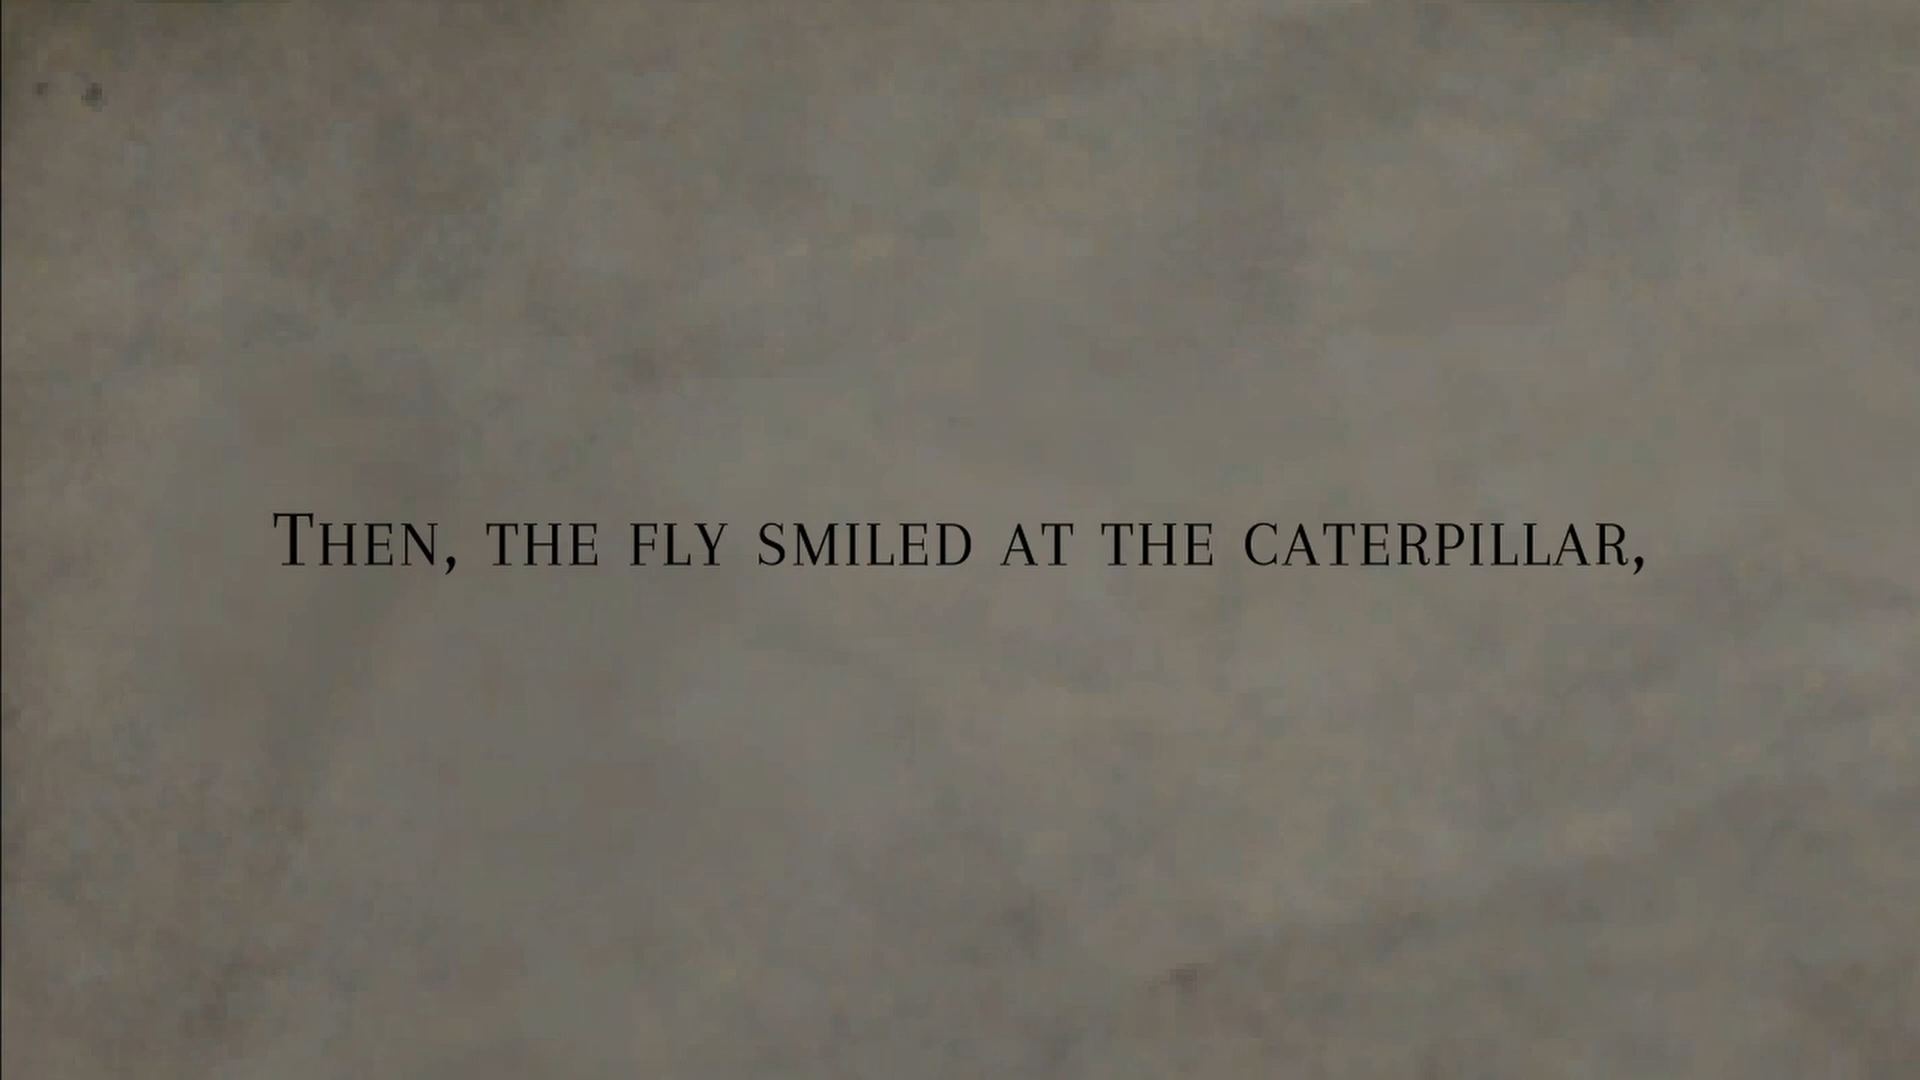 Then, the fly smiled at the caterpillar,